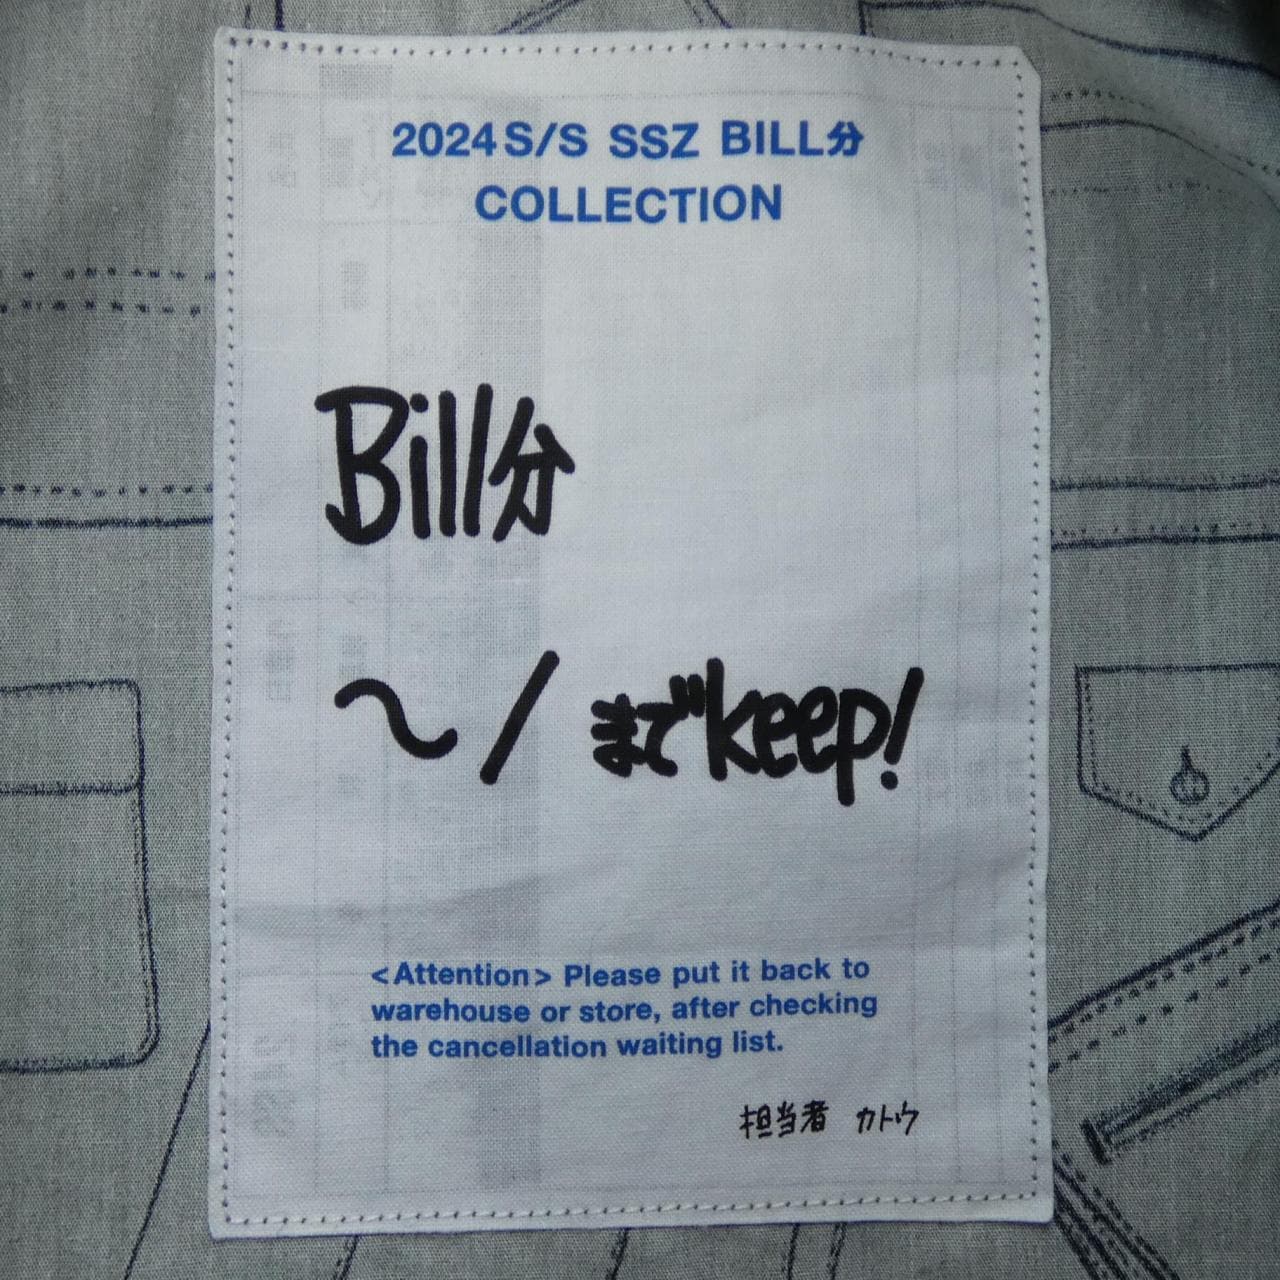 2024 S/S SSZ BILL分
COLLECTION
Bill分
〜/までkeep!
<Attention> Please put it back to
warehouse or store, after checking
the cancellation waiting list.
担当者 カトウ